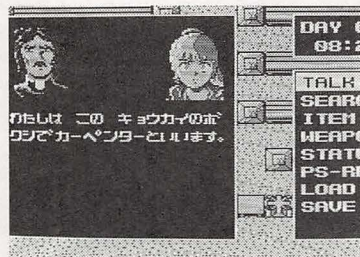 わたしは この キョウカイのボ
クシで カーペンターといいます。
DAY
08:2
TALK
SEAR
ITEM
WEAP
STATU
PS-R
LOAD
SAVE